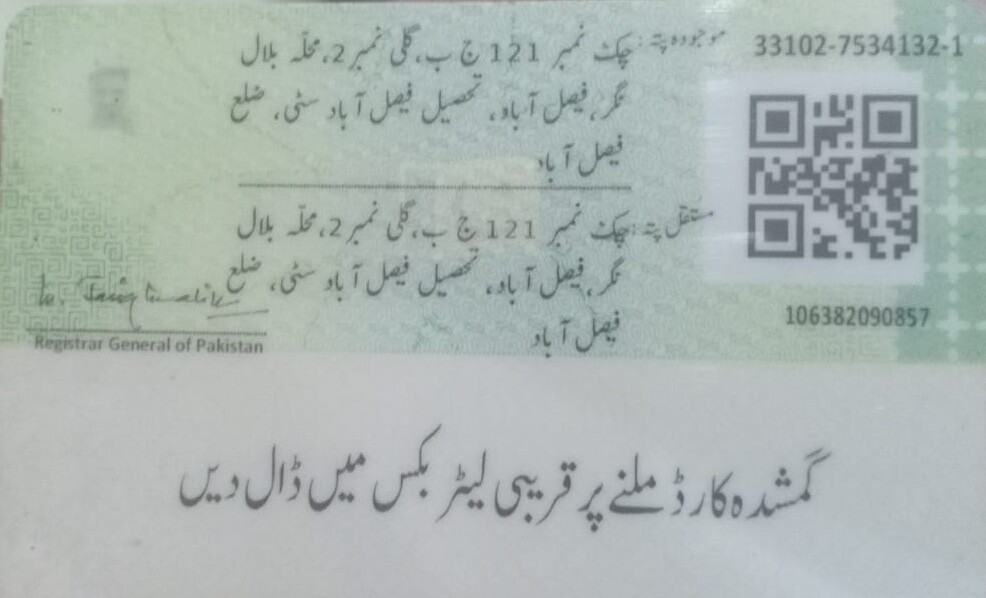 33102-7534132-1
موجودہ پتہ: چک نمبر 121 ج ب، گلی نمبر 2، محلہ بلال
نگر، فیصل آباد، تحصیل فیصل آباد سٹی، ضلع
فیصل آباد
مستقل پتہ: چک نمبر 121 ج ب، گلی نمبر 2، محلہ بلال
نگر، فیصل آباد، تحصیل فیصل آباد سٹی، ضلع
فیصل آباد
106382090857
Registrar General of Pakistan
گمشدہ کارڈ ملنے پر قریبی لیٹر بکس میں ڈال دیں